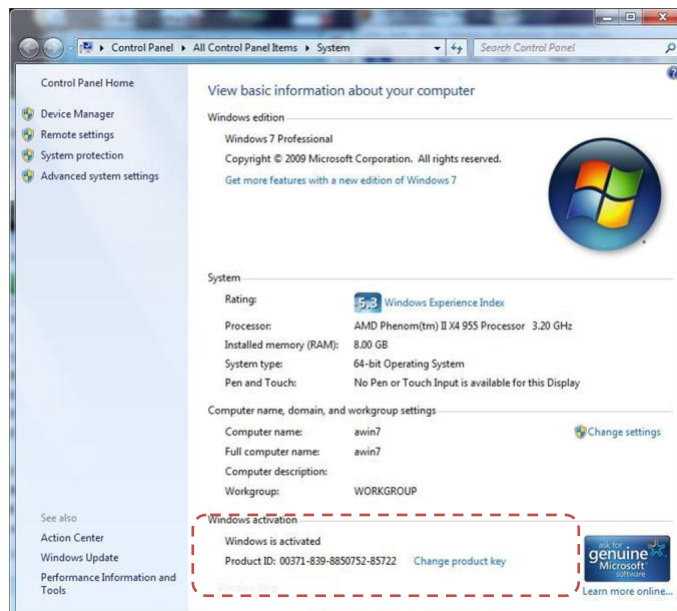 Control Panel ▸ All Control Panel Items ▸ System
Search Control Panel
Control Panel Home
Device Manager
Remote settings
System protection
Advanced system settings
See also
Action Center
Windows Update
Performance Information and
Tools
View basic information about your computer
Windows edition
Windows 7 Professional
Copyright © 2009 Microsoft Corporation. All rights reserved.
Get more features with a new edition of Windows 7
System
Rating: 5,3 Windows Experience Index
Processor: AMD Phenom(tm) II X4 955 Processor 3.20 GHz
Installed memory (RAM): 8.00 GB
System type: 64-bit Operating System
Pen and Touch: No Pen or Touch Input is available for this Display
Computer name, domain, and workgroup settings
Computer name: awin7 Change settings
Full computer name: awin7
Computer description:
Workgroup: WORKGROUP
Windows activation
Windows is activated
Product ID: 00371-839-8850752-85722 Change product key
ask for
genuine
Microsoft
software
Learn more online...